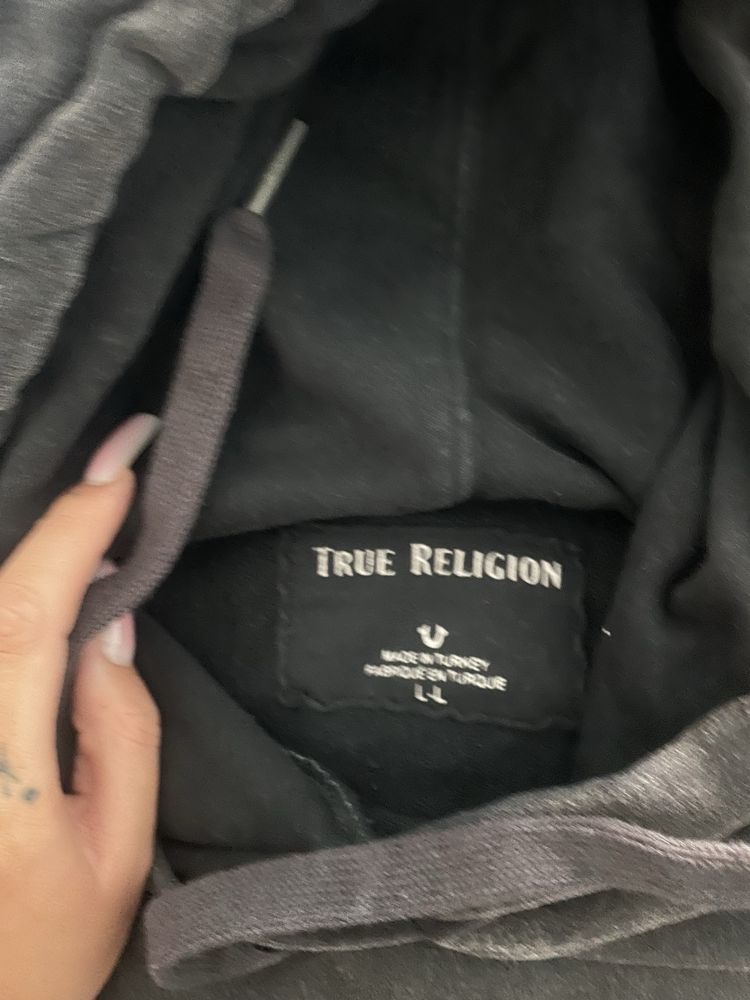 TRUE RELIGION
MADE IN TURKEY
FABRIQUE EN TURQUIE
L-L